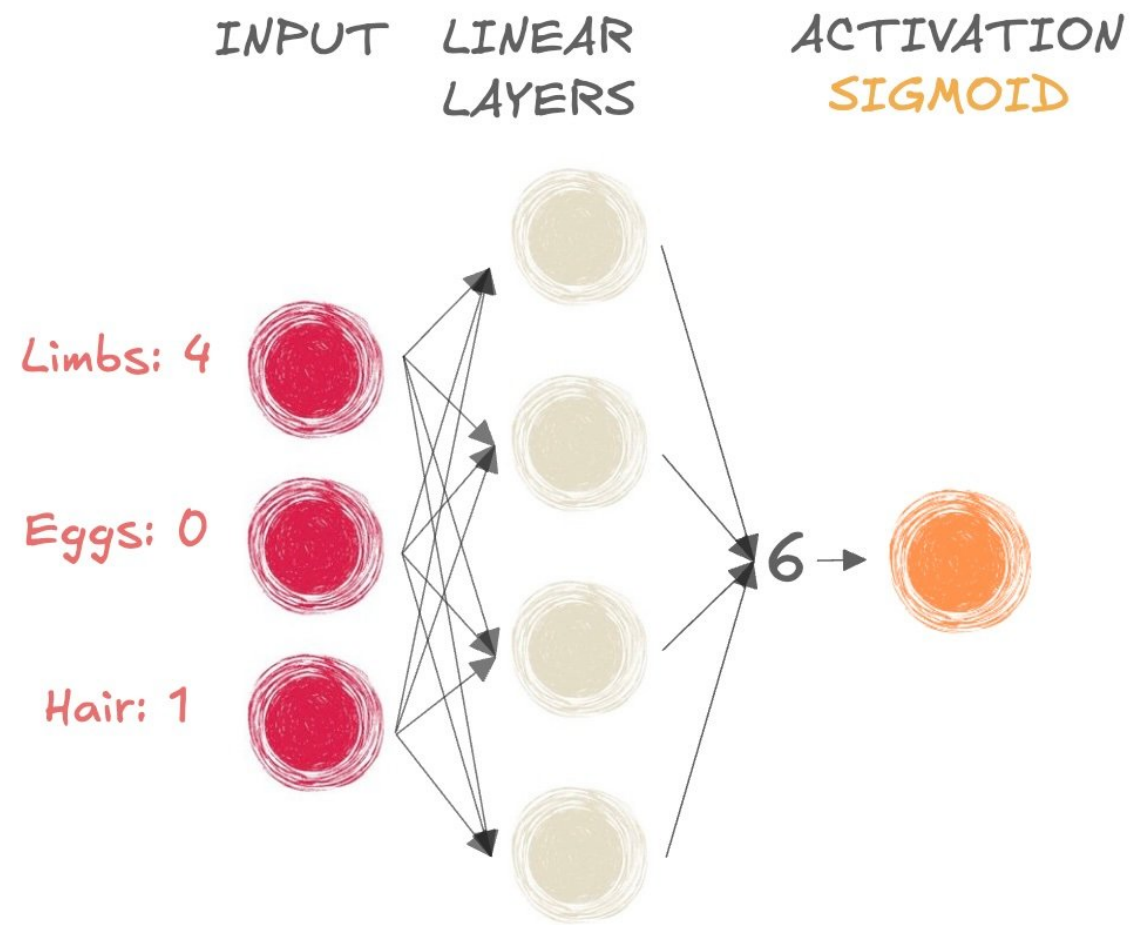 INPUT
LINEAR
LAYERS
ACTIVATION
SIGMOID
Limbs: 4
Eggs: 0
Hair: 1
6